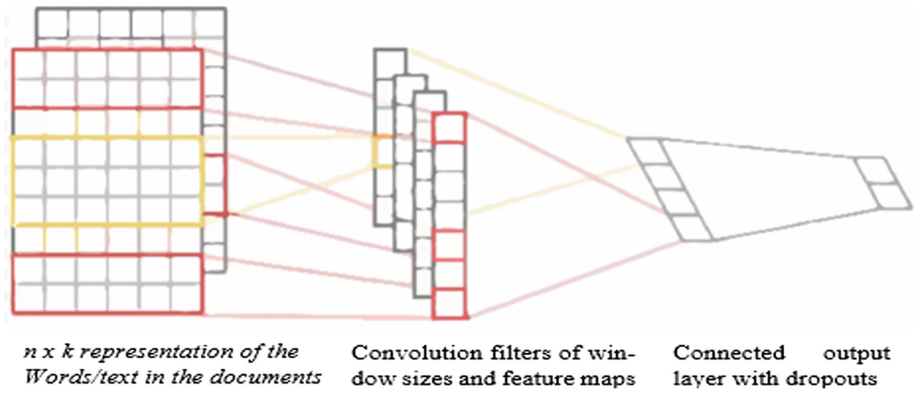 n x k representation of the
Words/text in the documents
Convolution filters of win-
dow sizes and feature maps
Connected output
layer with dropouts